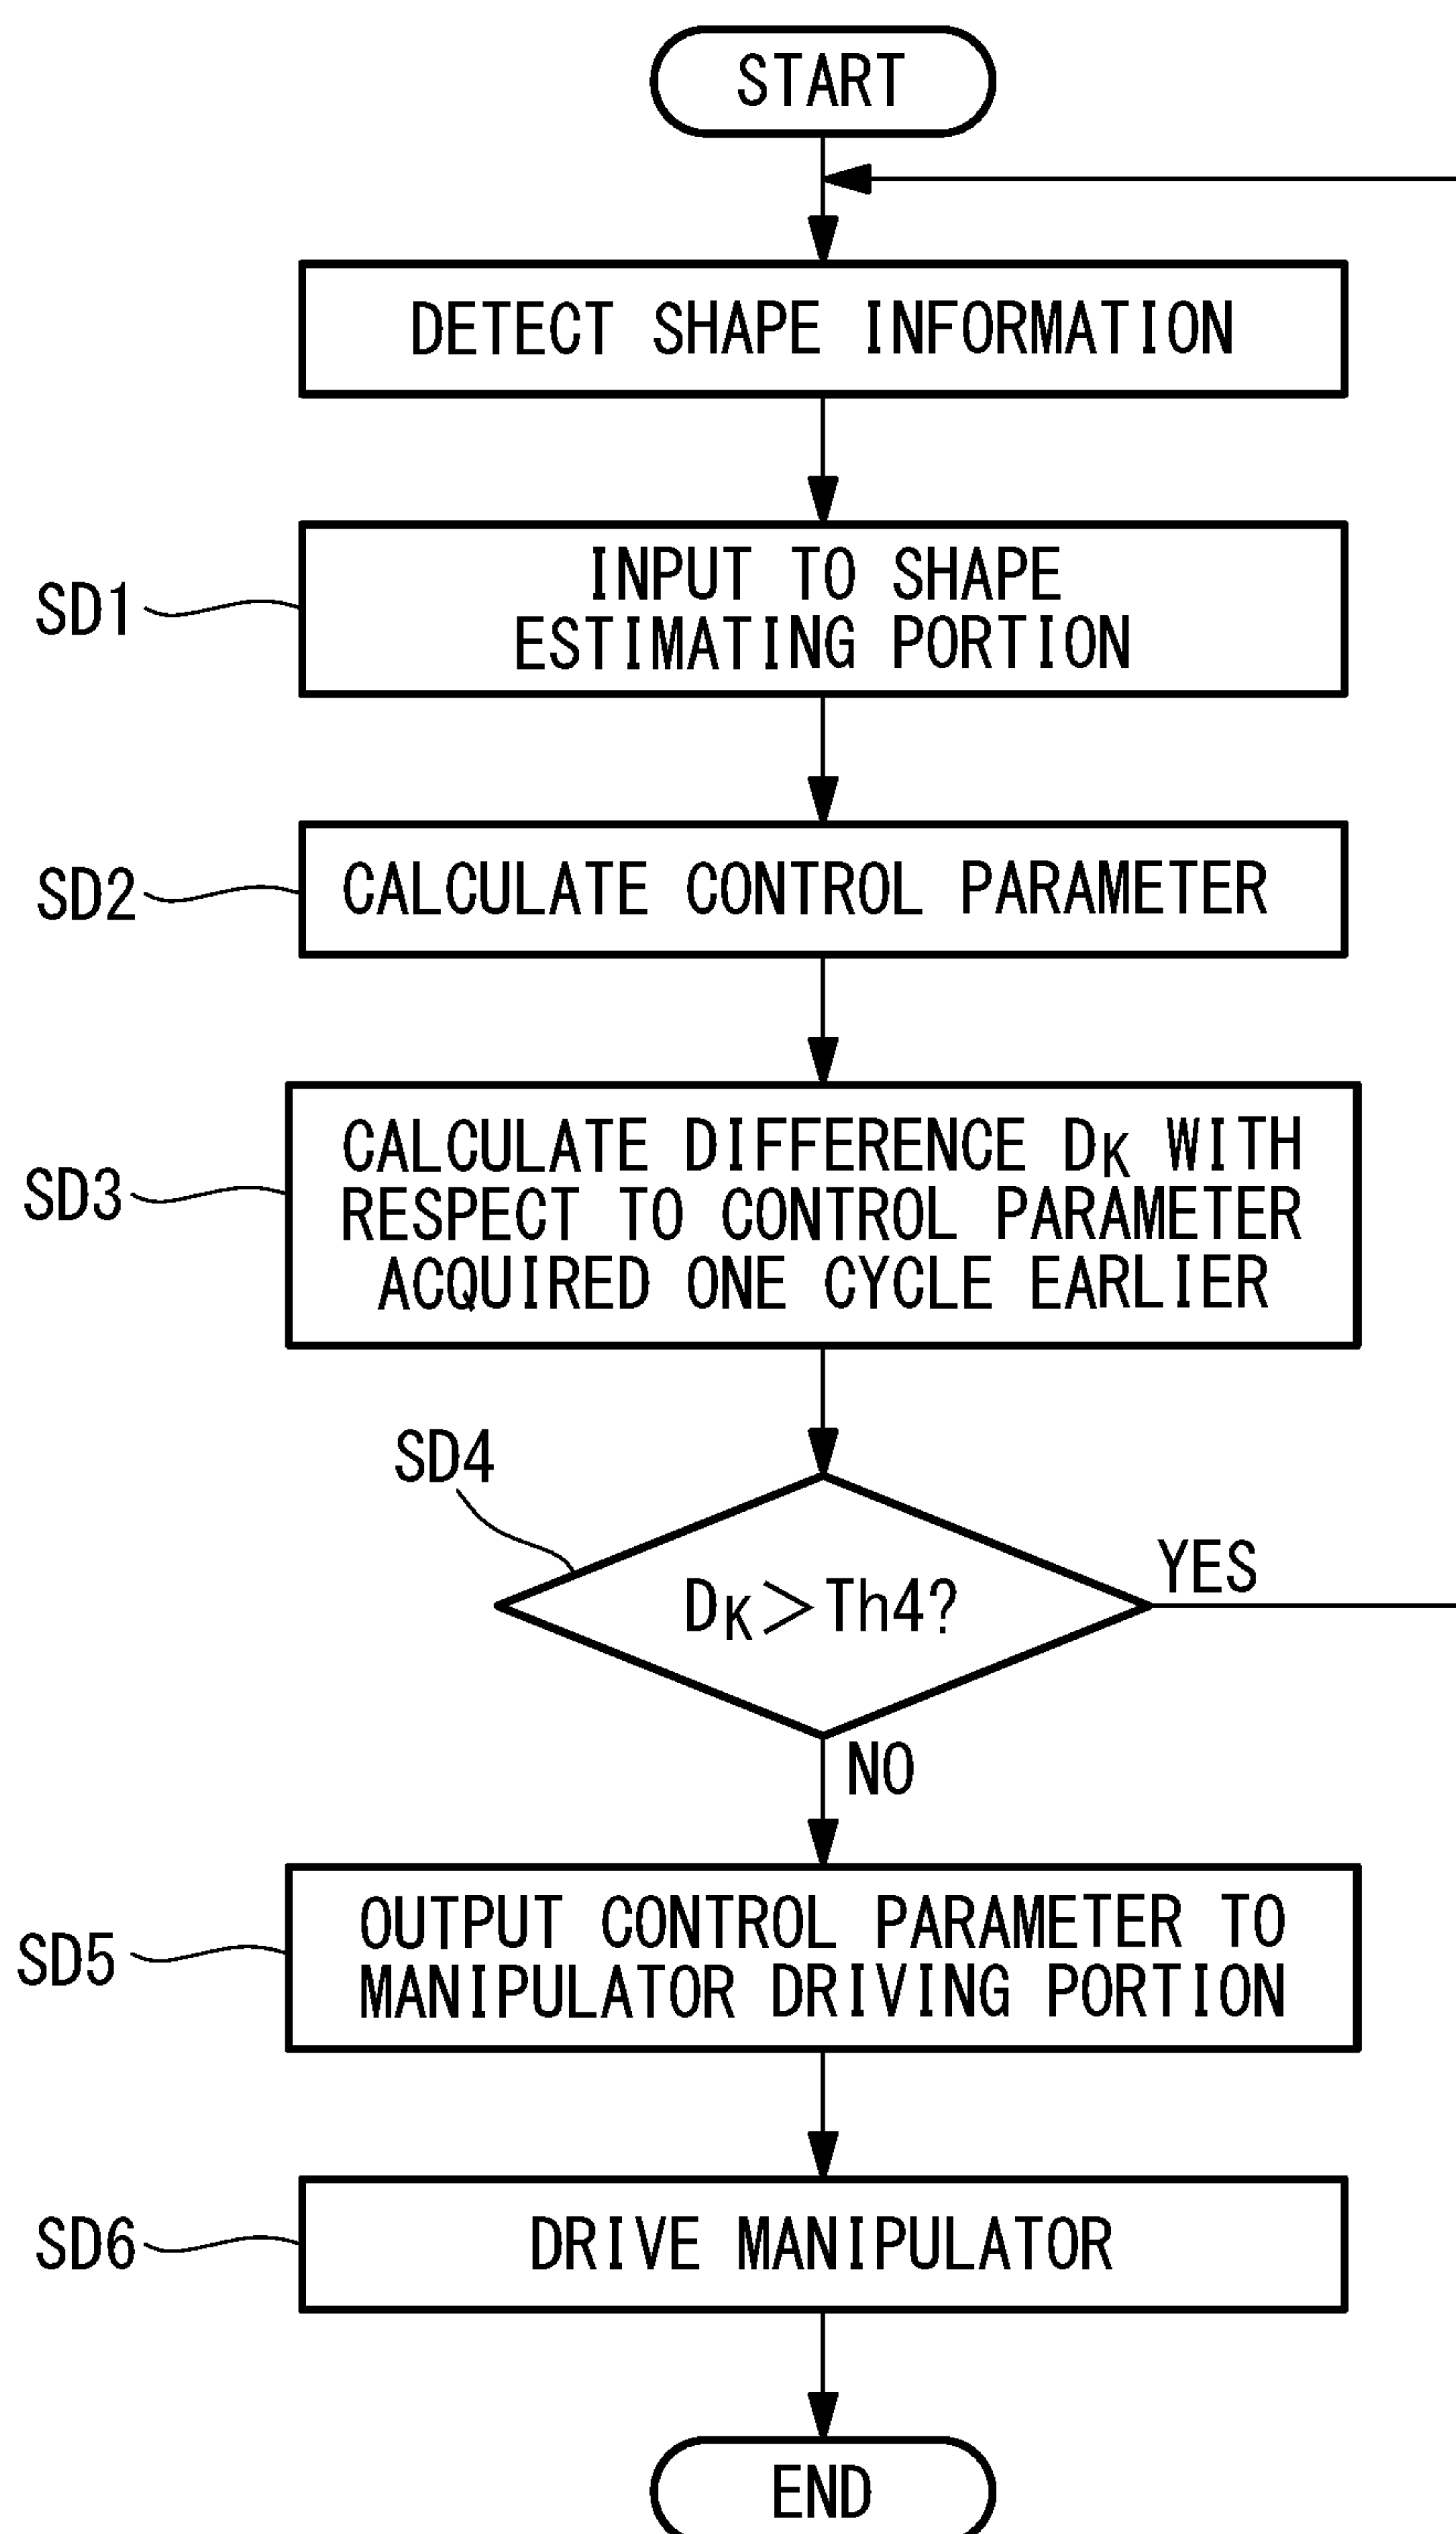 START
DETECT SHAPE INFORMATION
SD1
INPUT TO SHAPE
ESTIMATING PORTION
SD2
CALCULATE CONTROL PARAMETER
SD3
CALCULATE DIFFERENCE DK WITH
RESPECT TO CONTROL PARAMETER
ACQUIRED ONE CYCLE EARLIER
SD4
DK>Th4?
YES
NO
SD5
OUTPUT CONTROL PARAMETER TO
MANIPULATOR DRIVING PORTION
SD6
DRIVE MANIPULATOR
END